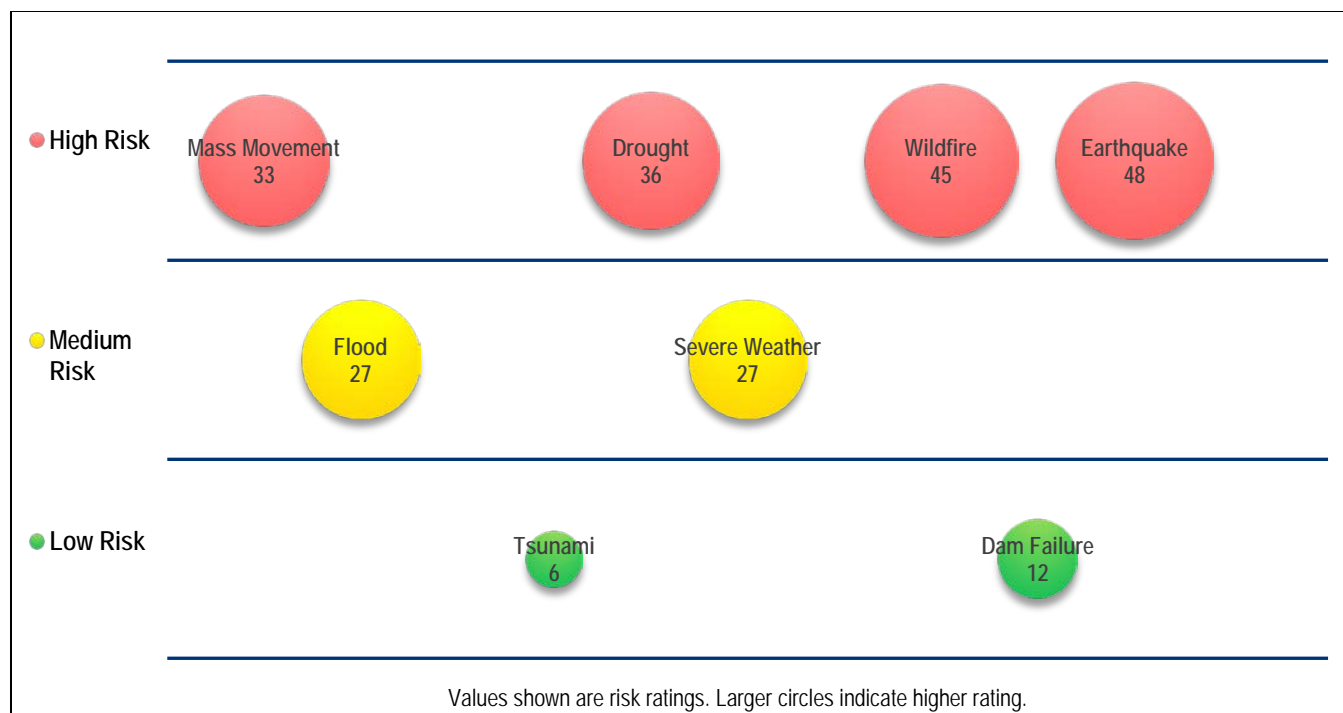 High Risk
Mass Movement
33
Drought
36
Wildfire
45
Earthquake
48
Medium
Risk
Flood
27
Severe Weather
27
Low Risk
Tsunami
6
Dam Failure
12
Values shown are risk ratings. Larger circles indicate higher rating.